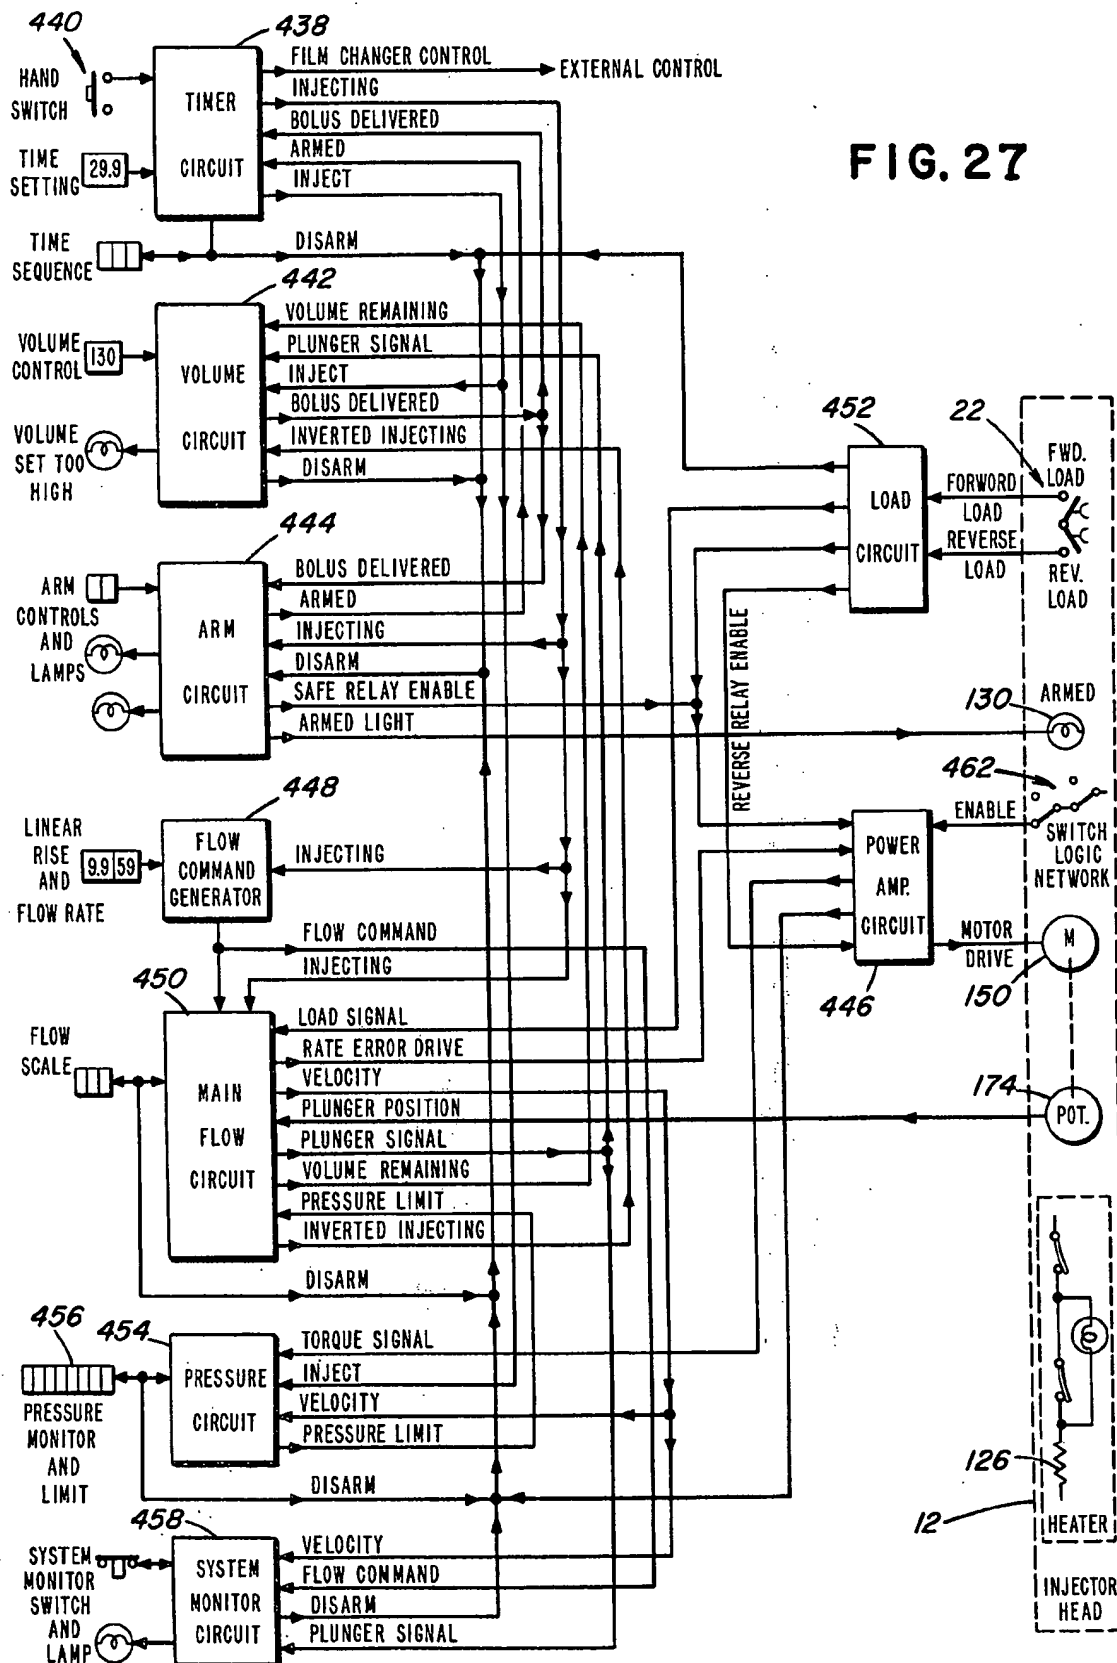 FIG. 27
440
HAND
SWITCH
438
TIMER
CIRCUIT
FILM CHANGER CONTROL
EXTERNAL CONTROL
INJECTING
BOLUS DELIVERED
ARMED
INJECT
TIME
SETTING
29.9
TIME
SEQUENCE
DISARM
442
VOLUME
CONTROL
130
VOLUME
CIRCUIT
VOLUME REMAINING
PLUNGER SIGNAL
INJECT
BOLUS DELIVERED
INVERTED INJECTING
DISARM
VOLUME
SET TOO
HIGH
444
ARM
CONTROLS
AND
LAMPS
ARM
CIRCUIT
BOLUS DELIVERED
ARMED
INJECTING
DISARM
SAFE RELAY ENABLE
ARMED LIGHT
448
LINEAR
RISE
AND
FLOW RATE
9.9 59
FLOW
COMMAND
GENERATOR
INJECTING
FLOW COMMAND
INJECTING
450
FLOW
SCALE
MAIN
FLOW
CIRCUIT
LOAD SIGNAL
RATE ERROR DRIVE
VELOCITY
PLUNGER POSITION
PLUNGER SIGNAL
VOLUME REMAINING
PRESSURE LIMIT
INVERTED INJECTING
DISARM
456
454
PRESSURE
MONITOR
AND
LIMIT
PRESSURE
CIRCUIT
TORQUE SIGNAL
INJECT
VELOCITY
PRESSURE LIMIT
DISARM
458
SYSTEM
MONITOR
SWITCH
AND
LAMP
SYSTEM
MONITOR
CIRCUIT
VELOCITY
FLOW COMMAND
DISARM
PLUNGER SIGNAL
452
LOAD
CIRCUIT
FORWORD
LOAD
REVERSE
LOAD
22
FWD.
LOAD
REV.
LOAD
REVERSE RELAY ENABLE
130
ARMED
462
ENABLE
SWITCH
LOGIC
NETWORK
POWER
AMP.
CIRCUIT
446
MOTOR
DRIVE
M
150
174
POT.
126
HEATER
12
INJECTOR
HEAD